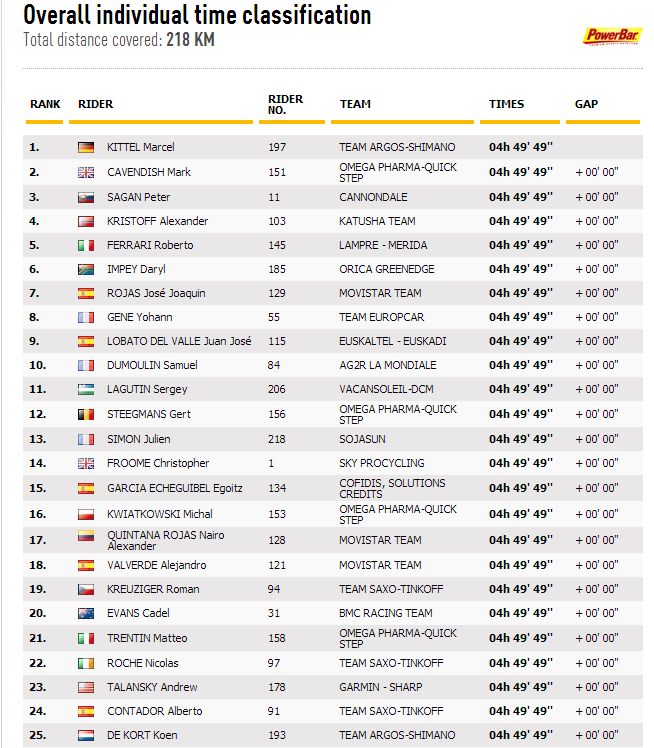 Overall individual time classification
Total distance covered: 218 KM
PowerBar
RANK RIDER RIDER NO. TEAM TIMES GAP
1. KITTEL Marcel 197 TEAM ARGOS-SHIMANO 04h 49' 49"
2. CAVENDISH Mark 151 OMEGA PHARMA-QUICK STEP 04h 49' 49" + 00' 00"
3. SAGAN Peter 11 CANNONDALE 04h 49' 49" + 00' 00"
4. KRISTOFF Alexander 103 KATUSHA TEAM 04h 49' 49" + 00' 00"
5. FERRARI Roberto 145 LAMPRE - MERIDA 04h 49' 49" + 00' 00"
6. IMPEY Daryl 185 ORICA GREENEDGE 04h 49' 49" + 00' 00"
7. ROJAS José Joaquin 129 MOVISTAR TEAM 04h 49' 49" + 00' 00"
8. GENE Yohann 55 TEAM EUROPCAR 04h 49' 49" + 00' 00"
9. LOBATO DEL VALLE Juan José 115 EUSKALTEL - EUSKADI 04h 49' 49" + 00' 00"
10. DUMOULIN Samuel 84 AG2R LA MONDIALE 04h 49' 49" + 00' 00"
11. LAGUTIN Sergey 206 VACANSOLEIL-DCM 04h 49' 49" + 00' 00"
12. STEEGMANS Gert 156 OMEGA PHARMA-QUICK STEP 04h 49' 49" + 00' 00"
13. SIMON Julien 218 SOJASUN 04h 49' 49" + 00' 00"
14. FROOME Christopher 1 SKY PROCYCLING 04h 49' 49" + 00' 00"
15. GARCIA ECHEGUIBEL Egoitz 134 COFIDIS, SOLUTIONS CREDITS 04h 49' 49" + 00' 00"
16. KWIATKOWSKI Michal 153 OMEGA PHARMA-QUICK STEP 04h 49' 49" + 00' 00"
17. QUINTANA ROJAS Nairo Alexander 128 MOVISTAR TEAM 04h 49' 49" + 00' 00"
18. VALVERDE Alejandro 121 MOVISTAR TEAM 04h 49' 49" + 00' 00"
19. KREUZIGER Roman 94 TEAM SAXO-TINKOFF 04h 49' 49" + 00' 00"
20. EVANS Cadel 31 BMC RACING TEAM 04h 49' 49" + 00' 00"
21. TRENTIN Matteo 158 OMEGA PHARMA-QUICK STEP 04h 49' 49" + 00' 00"
22. ROCHE Nicolas 97 TEAM SAXO-TINKOFF 04h 49' 49" + 00' 00"
23. TALANSKY Andrew 178 GARMIN - SHARP 04h 49' 49" + 00' 00"
24. CONTADOR Alberto 91 TEAM SAXO-TINKOFF 04h 49' 49" + 00' 00"
25. DE KORT Koen 193 TEAM ARGOS-SHIMANO 04h 49' 49" + 00' 00"